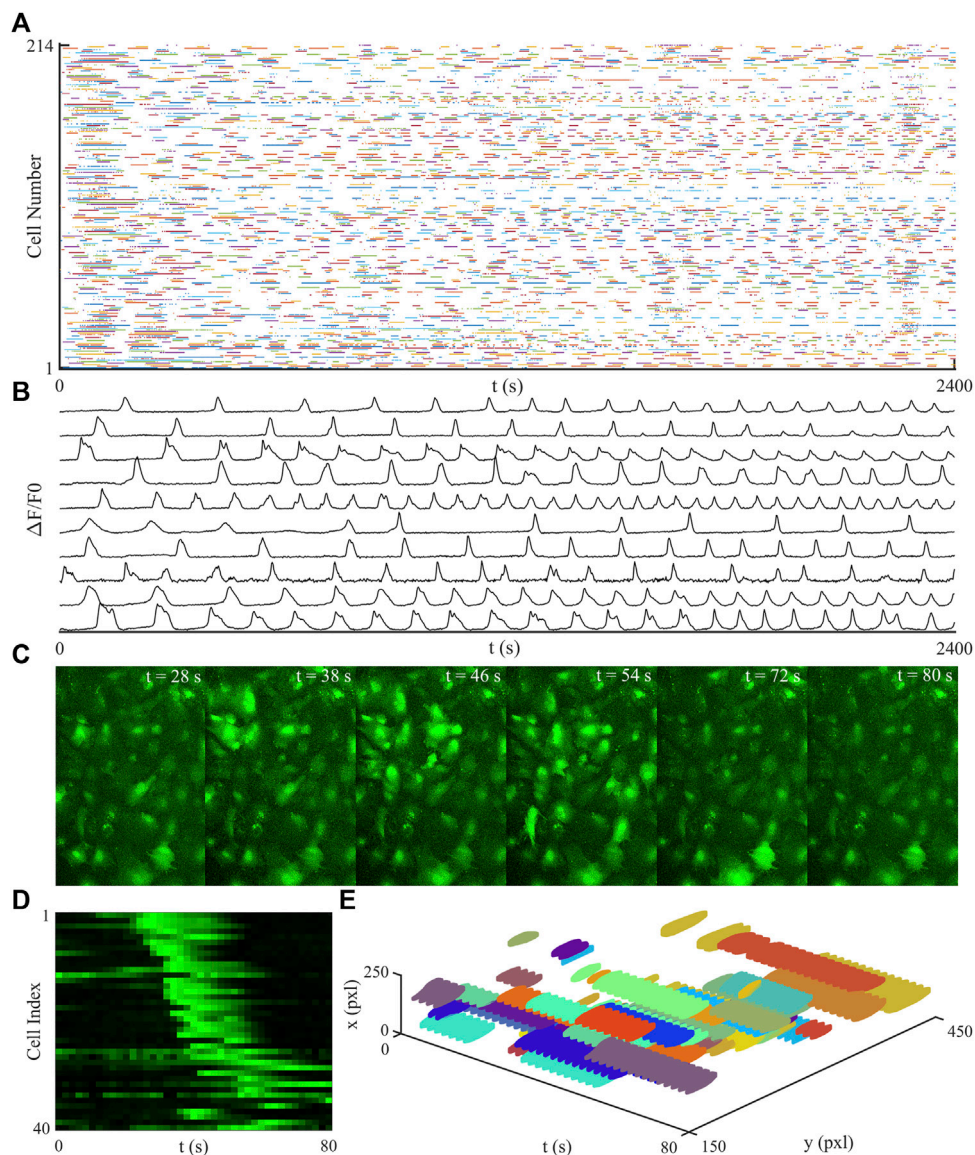 A
214
Cell Number
1
0
t (s)
2400
B
ΔF/F0
0
t (s)
2400
C
t = 28 s
t = 38 s
t = 46 s
t = 54 s
t = 72 s
t = 80 s
D
1
Cell Index
40
0
t (s)
80
E
x (pxl)
250
0
0
t (s)
80
150
y (pxl)
450